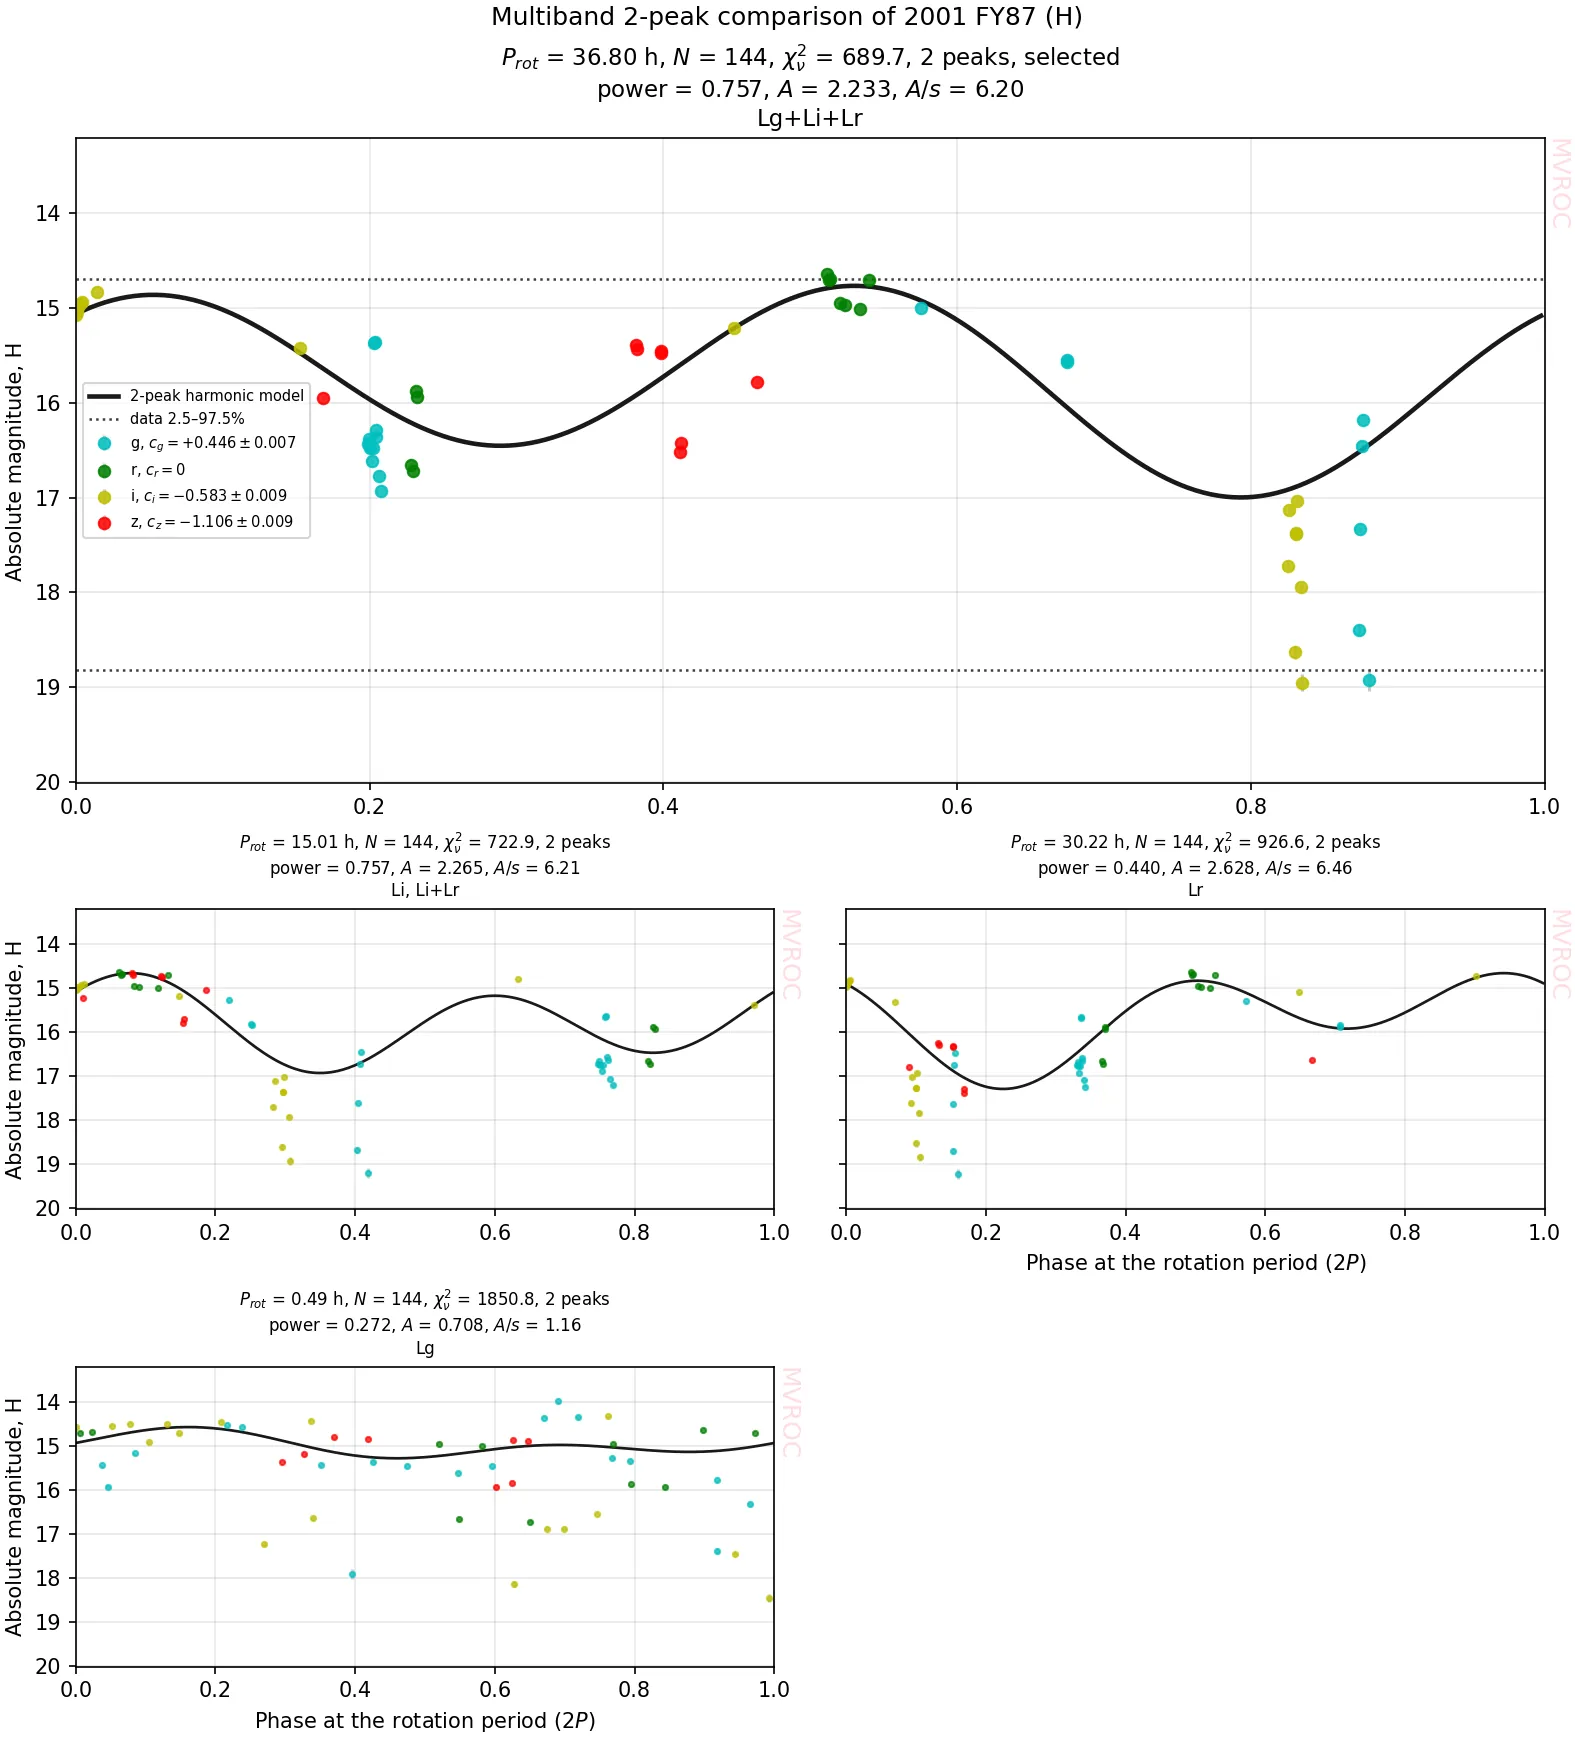 Multiband 2-peak comparison of 2001 FY87 (H)
P_rot = 36.80 h, N = 144, χ²_ν = 689.7, 2 peaks, selected
power = 0.757, A = 2.233, A/s = 6.20
Lg+Li+Lr
MVROC
Absolute magnitude, H
14
15
16
17
18
19
20
2-peak harmonic model
data 2.5–97.5%
g, c_g = +0.446 ± 0.007
r, c_r = 0
i, c_i = −0.583 ± 0.009
z, c_z = −1.106 ± 0.009
0.0 0.2 0.4 0.6 0.8 1.0
P_rot = 15.01 h, N = 144, χ²_ν = 722.9, 2 peaks
power = 0.757, A = 2.265, A/s = 6.21
Li, Li+Lr
MVROC
Absolute magnitude, H
14
15
16
17
18
19
20
0.0 0.2 0.4 0.6 0.8 1.0
P_rot = 30.22 h, N = 144, χ²_ν = 926.6, 2 peaks
power = 0.440, A = 2.628, A/s = 6.46
Lr
MVROC
0.0 0.2 0.4 0.6 0.8 1.0
Phase at the rotation period (2P)
P_rot = 0.49 h, N = 144, χ²_ν = 1850.8, 2 peaks
power = 0.272, A = 0.708, A/s = 1.16
Lg
MVROC
Absolute magnitude, H
14
15
16
17
18
19
20
0.0 0.2 0.4 0.6 0.8 1.0
Phase at the rotation period (2P)